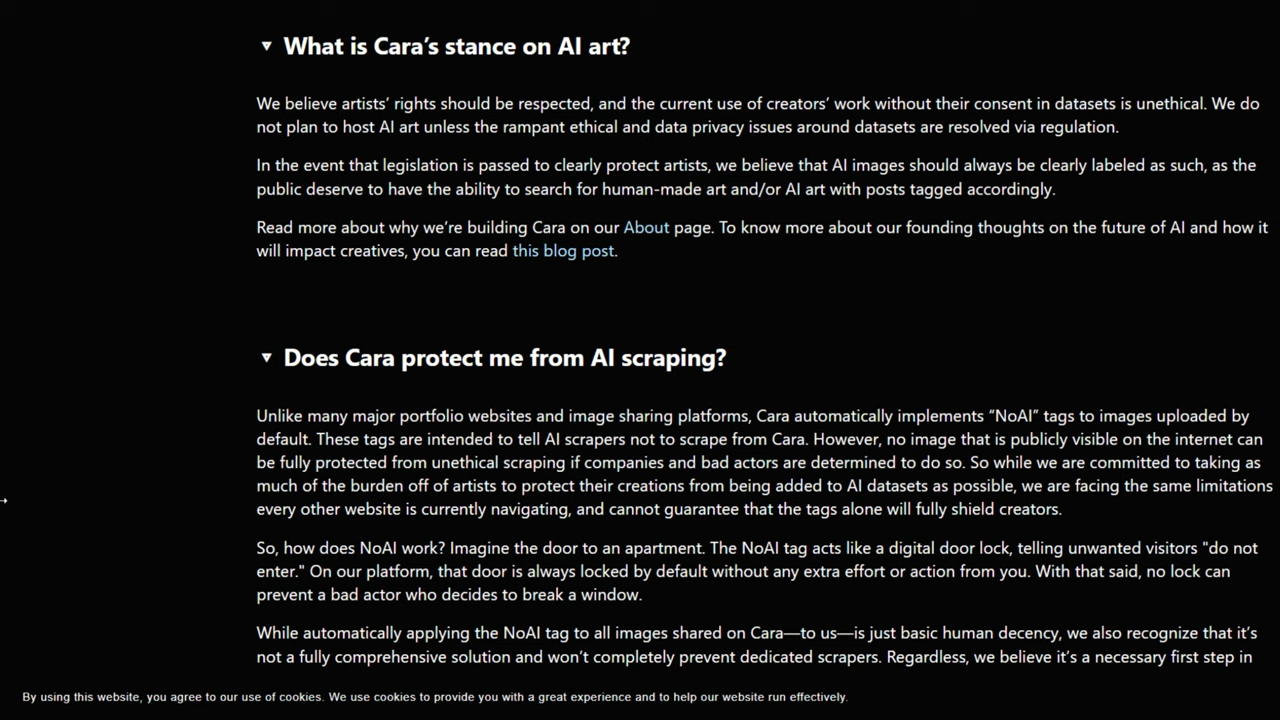 What is Cara’s stance on AI art?
We believe artists’ rights should be respected, and the current use of creators’ work without their consent in datasets is unethical. We do
not plan to host AI art unless the rampant ethical and data privacy issues around datasets are resolved via regulation.
In the event that legislation is passed to clearly protect artists, we believe that AI images should always be clearly labeled as such, as the
public deserve to have the ability to search for human-made art and/or AI art with posts tagged accordingly.
Read more about why we’re building Cara on our About page. To know more about our founding thoughts on the future of AI and how it
will impact creatives, you can read this blog post.
Does Cara protect me from AI scraping?
Unlike many major portfolio websites and image sharing platforms, Cara automatically implements “NoAI” tags to images uploaded by
default. These tags are intended to tell AI scrapers not to scrape from Cara. However, no image that is publicly visible on the internet can
be fully protected from unethical scraping if companies and bad actors are determined to do so. So while we are committed to taking as
much of the burden off of artists to protect their creations from being added to AI datasets as possible, we are facing the same limitations
every other website is currently navigating, and cannot guarantee that the tags alone will fully shield creators.
So, how does NoAI work? Imagine the door to an apartment. The NoAI tag acts like a digital door lock, telling unwanted visitors "do not
enter." On our platform, that door is always locked by default without any extra effort or action from you. With that said, no lock can
prevent a bad actor who decides to break a window.
While automatically applying the NoAI tag to all images shared on Cara—to us—is just basic human decency, we also recognize that it’s
not a fully comprehensive solution and won’t completely prevent dedicated scrapers. Regardless, we believe it’s a necessary first step in
By using this website, you agree to our use of cookies. We use cookies to provide you with a great experience and to help our website run effectively.